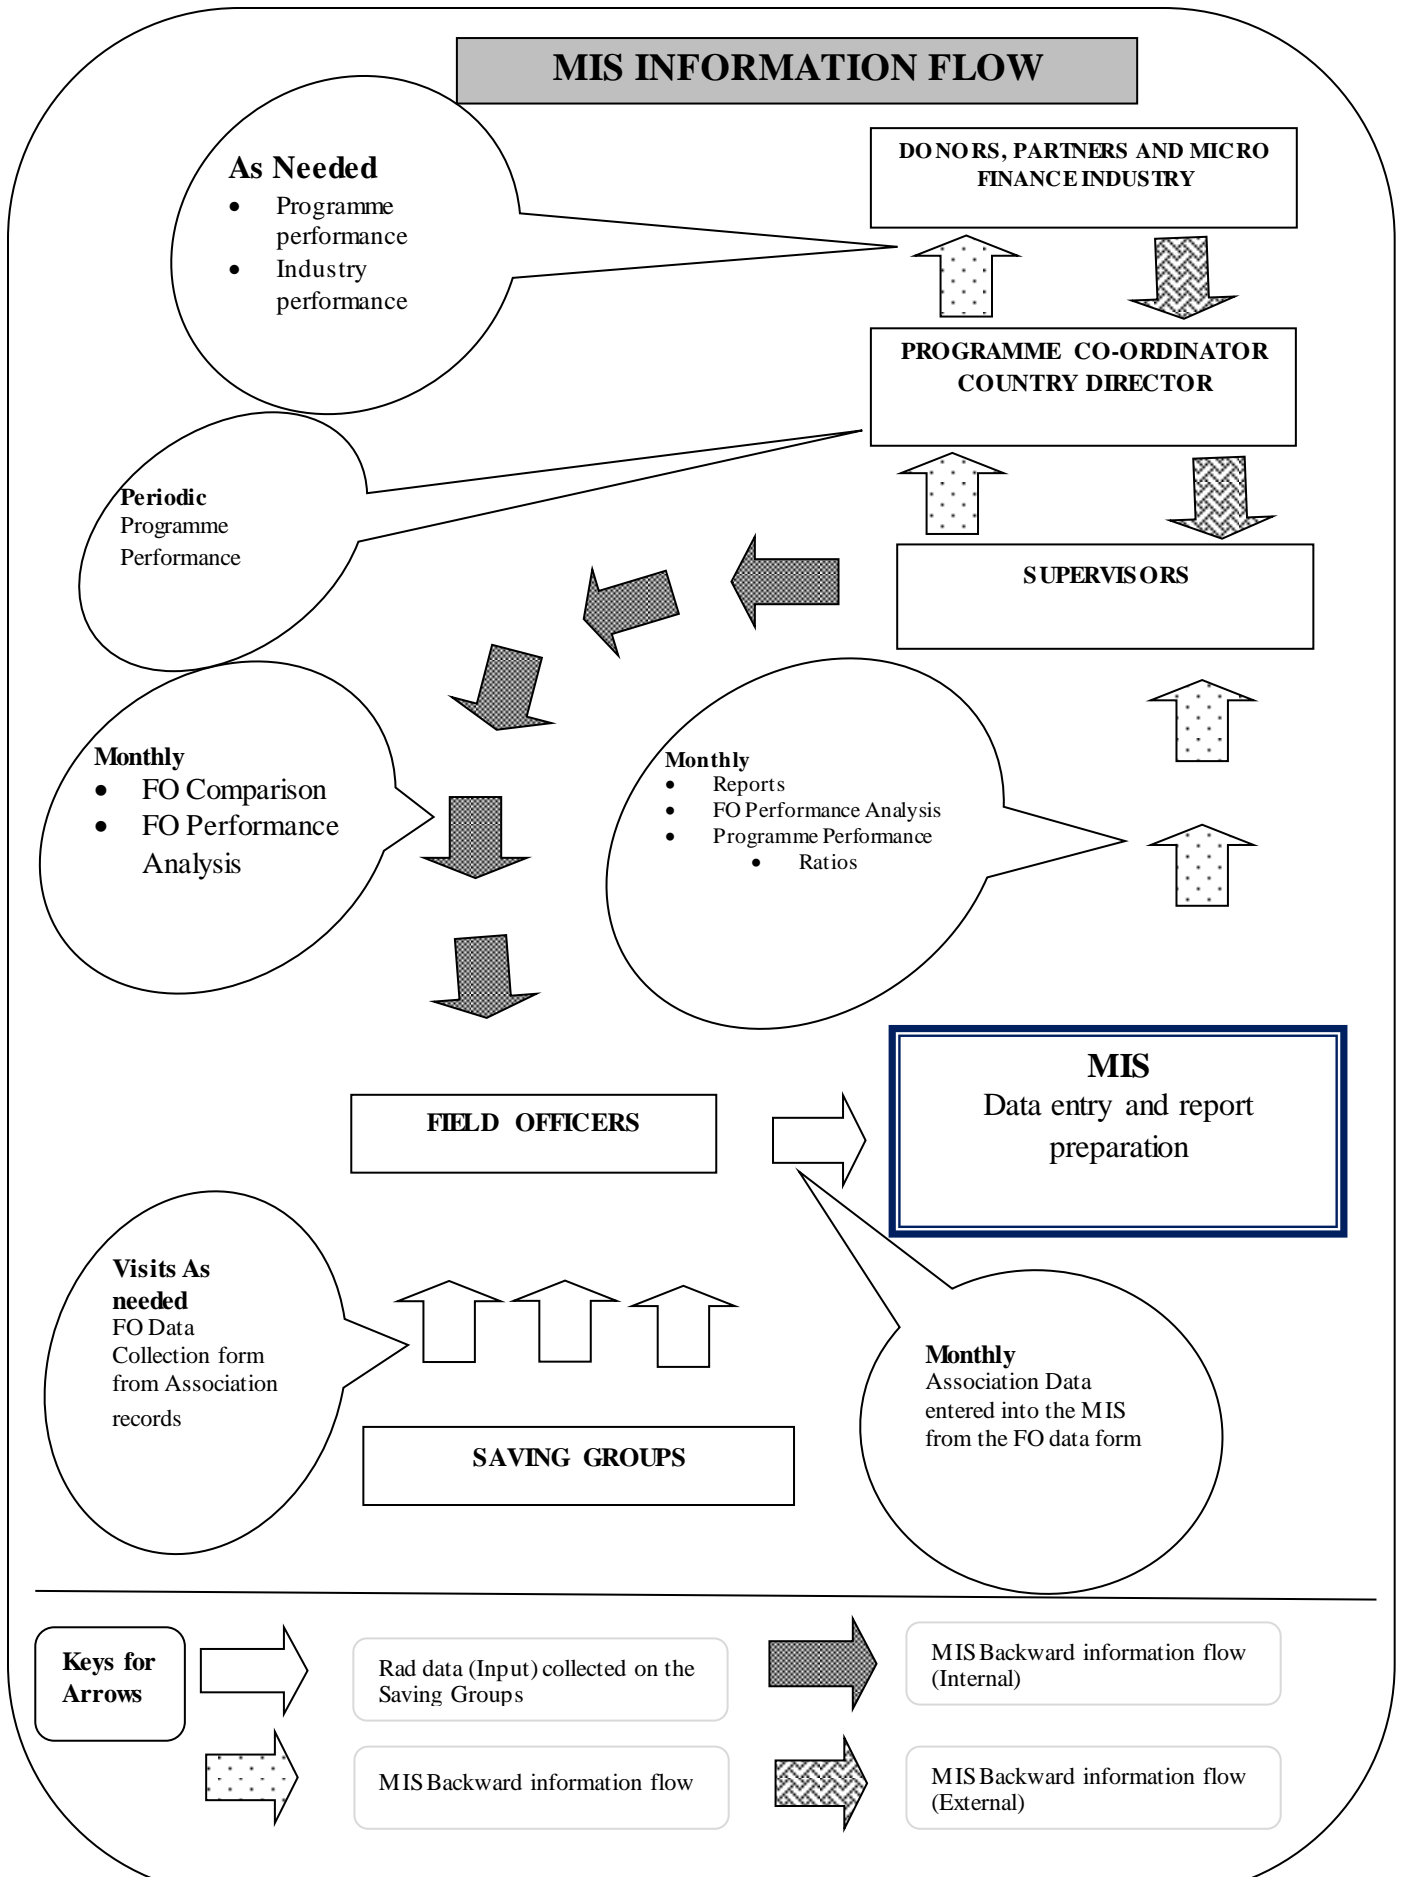 MIS INFORMATION FLOW
As Needed
• Programme
performance
• Industry
performance
DONORS, PARTNERS AND MICRO
FINANCE INDUSTRY
PROGRAMME CO-ORDINATOR
COUNTRY DIRECTOR
Periodic
Programme
Performance
SUPERVISORS
Monthly
• FO Comparison
• FO Performance
Analysis
Monthly
• Reports
• FO Performance Analysis
• Programme Performance
• Ratios
MIS
Data entry and report
preparation
FIELD OFFICERS
Visits As
needed
FO Data
Collection form
from Association
records
Monthly
Association Data
entered into the MIS
from the FO data form
SAVING GROUPS
Keys for
Arrows
Rad data (Input) collected on the
Saving Groups
MIS Backward information flow
(Internal)
MIS Backward information flow
MIS Backward information flow
(External)